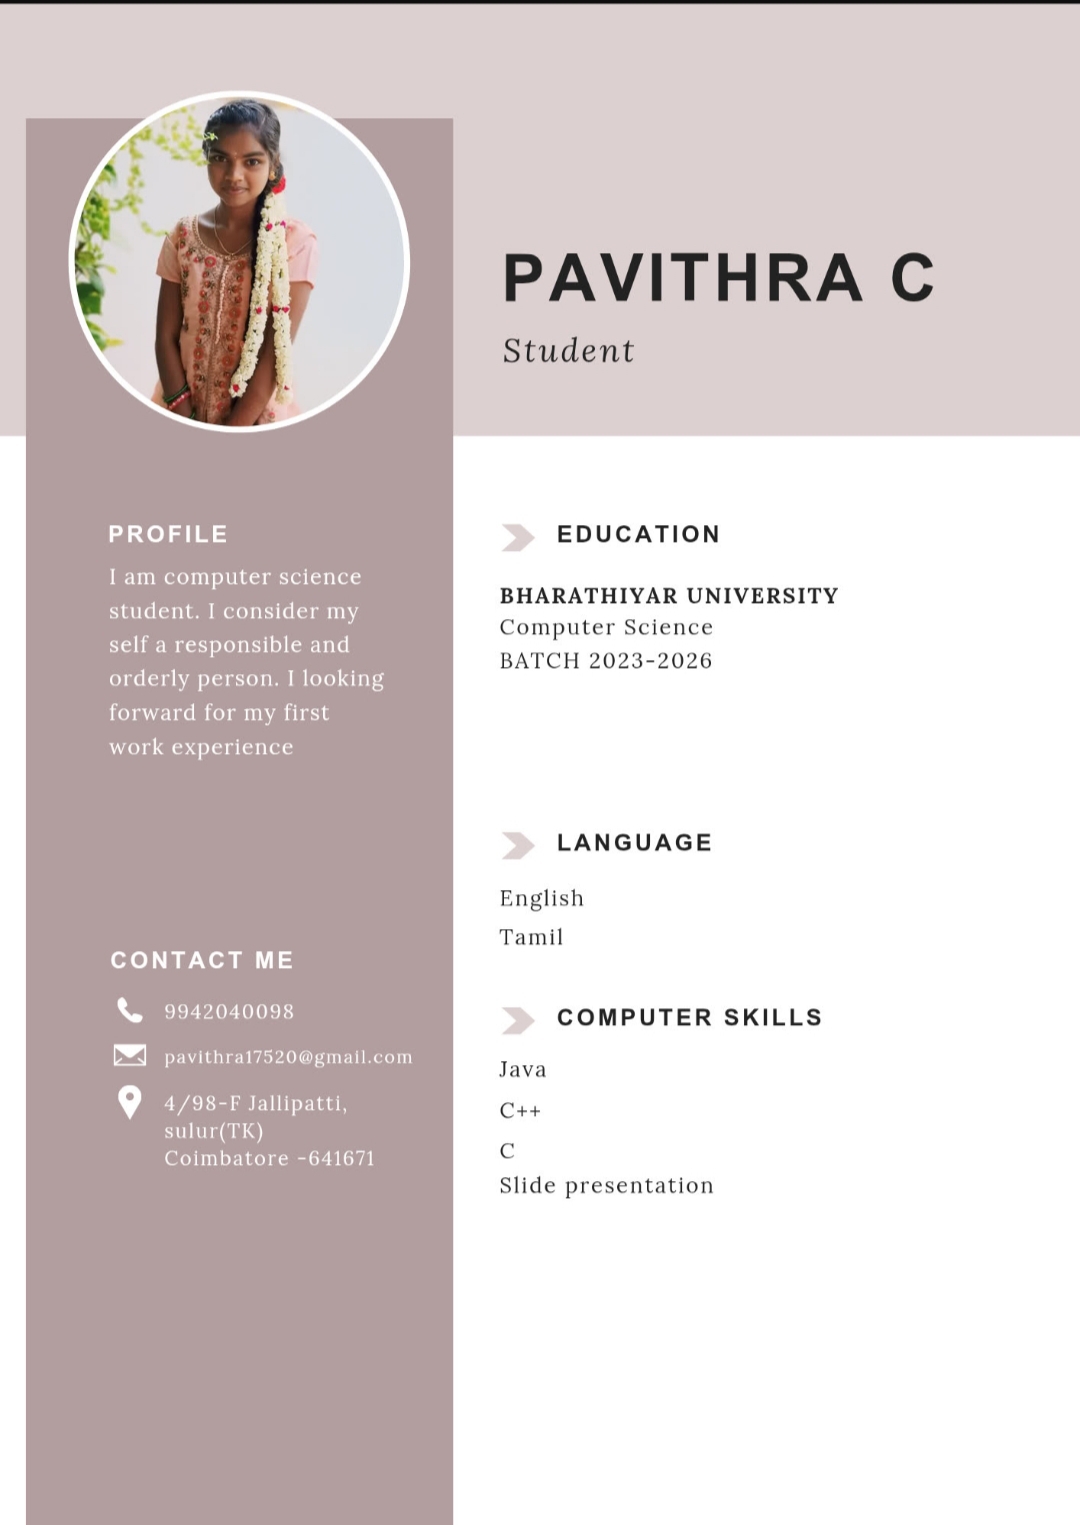 PAVITHRA C
Student
PROFILE
I am computer science
student. I consider my
self a responsible and
orderly person. I looking
forward for my first
work experience
CONTACT ME
9942040098
pavithra17520@gmail.com
4/98-F Jallipatti,
sulur(TK)
Coimbatore -641671
EDUCATION
BHARATHIYAR UNIVERSITY
Computer Science
BATCH 2023-2026
LANGUAGE
English
Tamil
COMPUTER SKILLS
Java
C++
C
Slide presentation